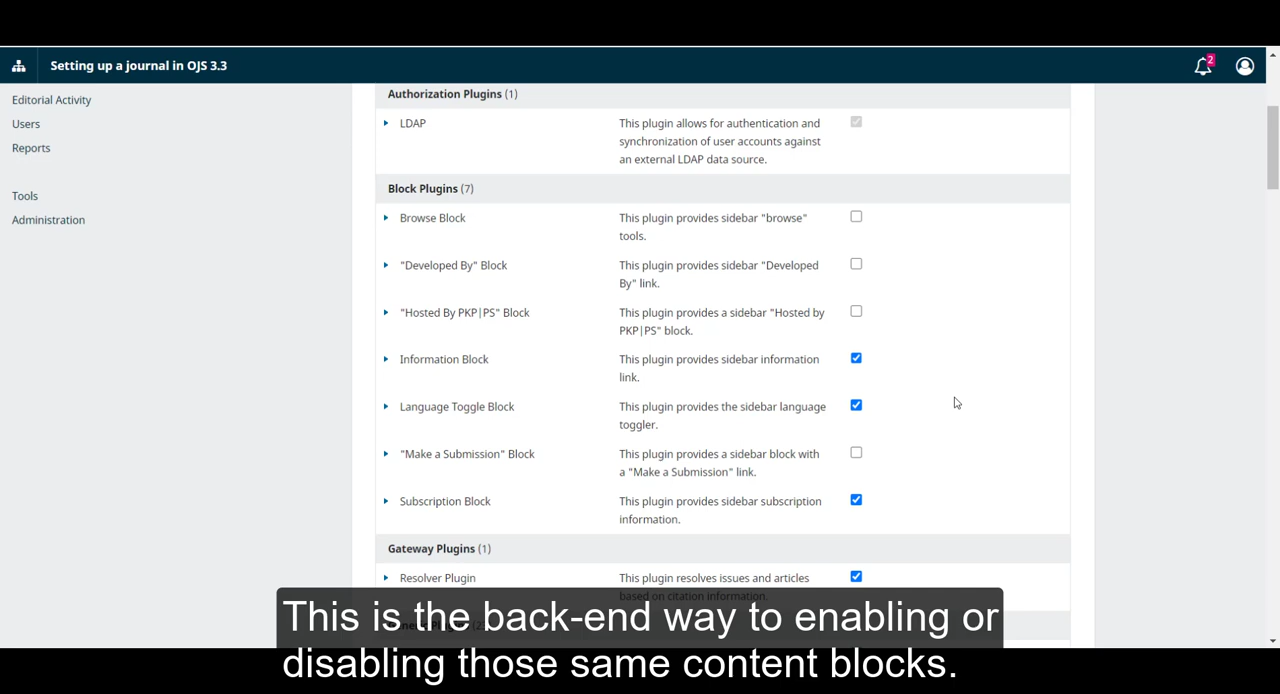 Setting up a journal in OJS 3.3
2
Editorial Activity
Users
Reports
Tools
Administration
Authorization Plugins (1)
LDAP
This plugin allows for authentication and
synchronization of user accounts against
an external LDAP data source.
Block Plugins (7)
Browse Block
This plugin provides sidebar "browse"
tools.
"Developed By" Block
This plugin provides sidebar "Developed
By" link.
"Hosted By PKP|PS" Block
This plugin provides a sidebar "Hosted by
PKP|PS" block.
Information Block
This plugin provides sidebar information
link.
Language Toggle Block
This plugin provides the sidebar language
toggler.
"Make a Submission" Block
This plugin provides a sidebar block with
a "Make a Submission" link.
Subscription Block
This plugin provides sidebar subscription
information.
Gateway Plugins (1)
Resolver Plugin
This plugin resolves issues and articles
based on citation information.
This is the back-end way to enabling or
disabling those same content blocks.